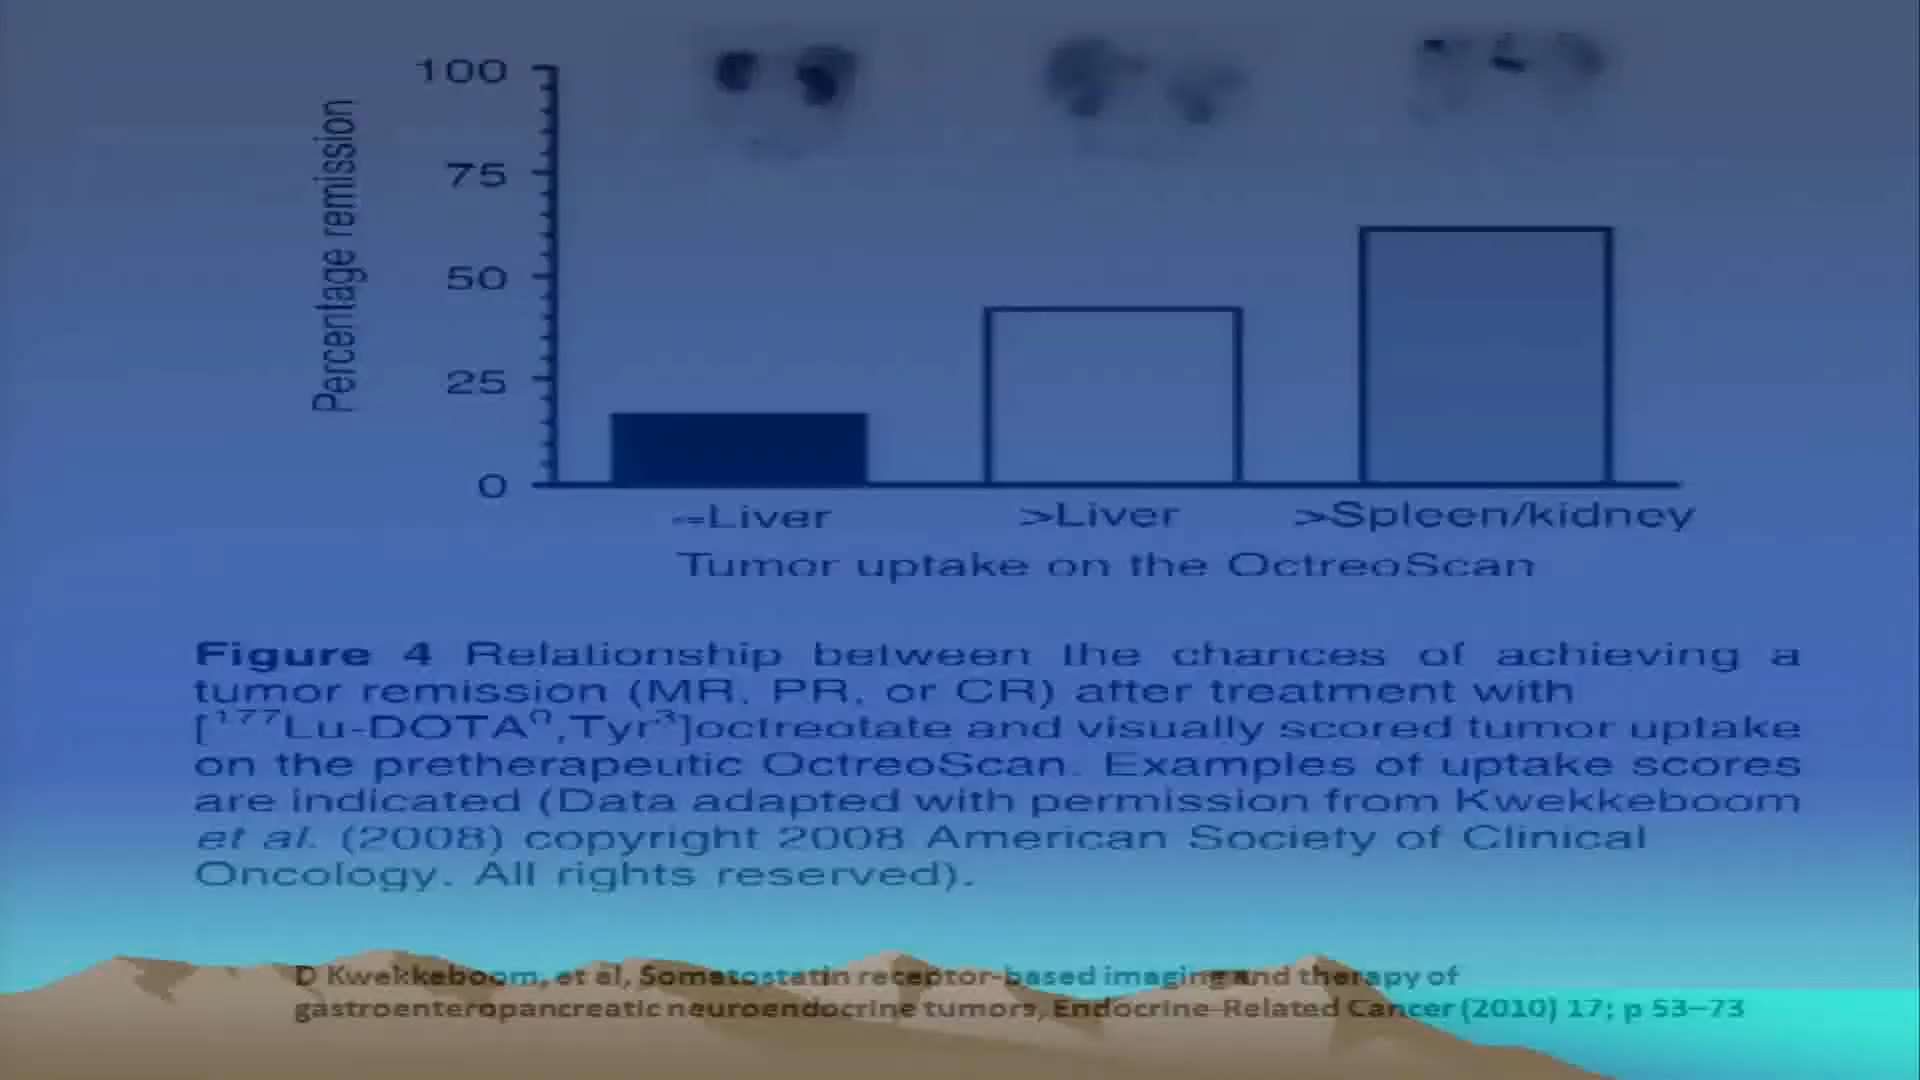 100
75
50
25
0
Percentage remission
-=Liver >Liver >Spleen/kidney
Tumor uptake on the OctreoScan
Figure 4 Relationship between the chances of achieving a
tumor remission (MR, PR, or CR) after treatment with
[¹⁷⁷Lu-DOTA⁰,Tyr³]octreotate and visually scored tumor uptake
on the pretherapeutic OctreoScan. Examples of uptake scores
are indicated (Data adapted with permission from Kwekkeboom
et al. (2008) copyright 2008 American Society of Clinical
Oncology. All rights reserved).
D Kwekkeboom, et al, Somatostatin receptor-based imaging and therapy of
gastroenteropancreatic neuroendocrine tumors, Endocrine-Related Cancer (2010) 17; p 53–73